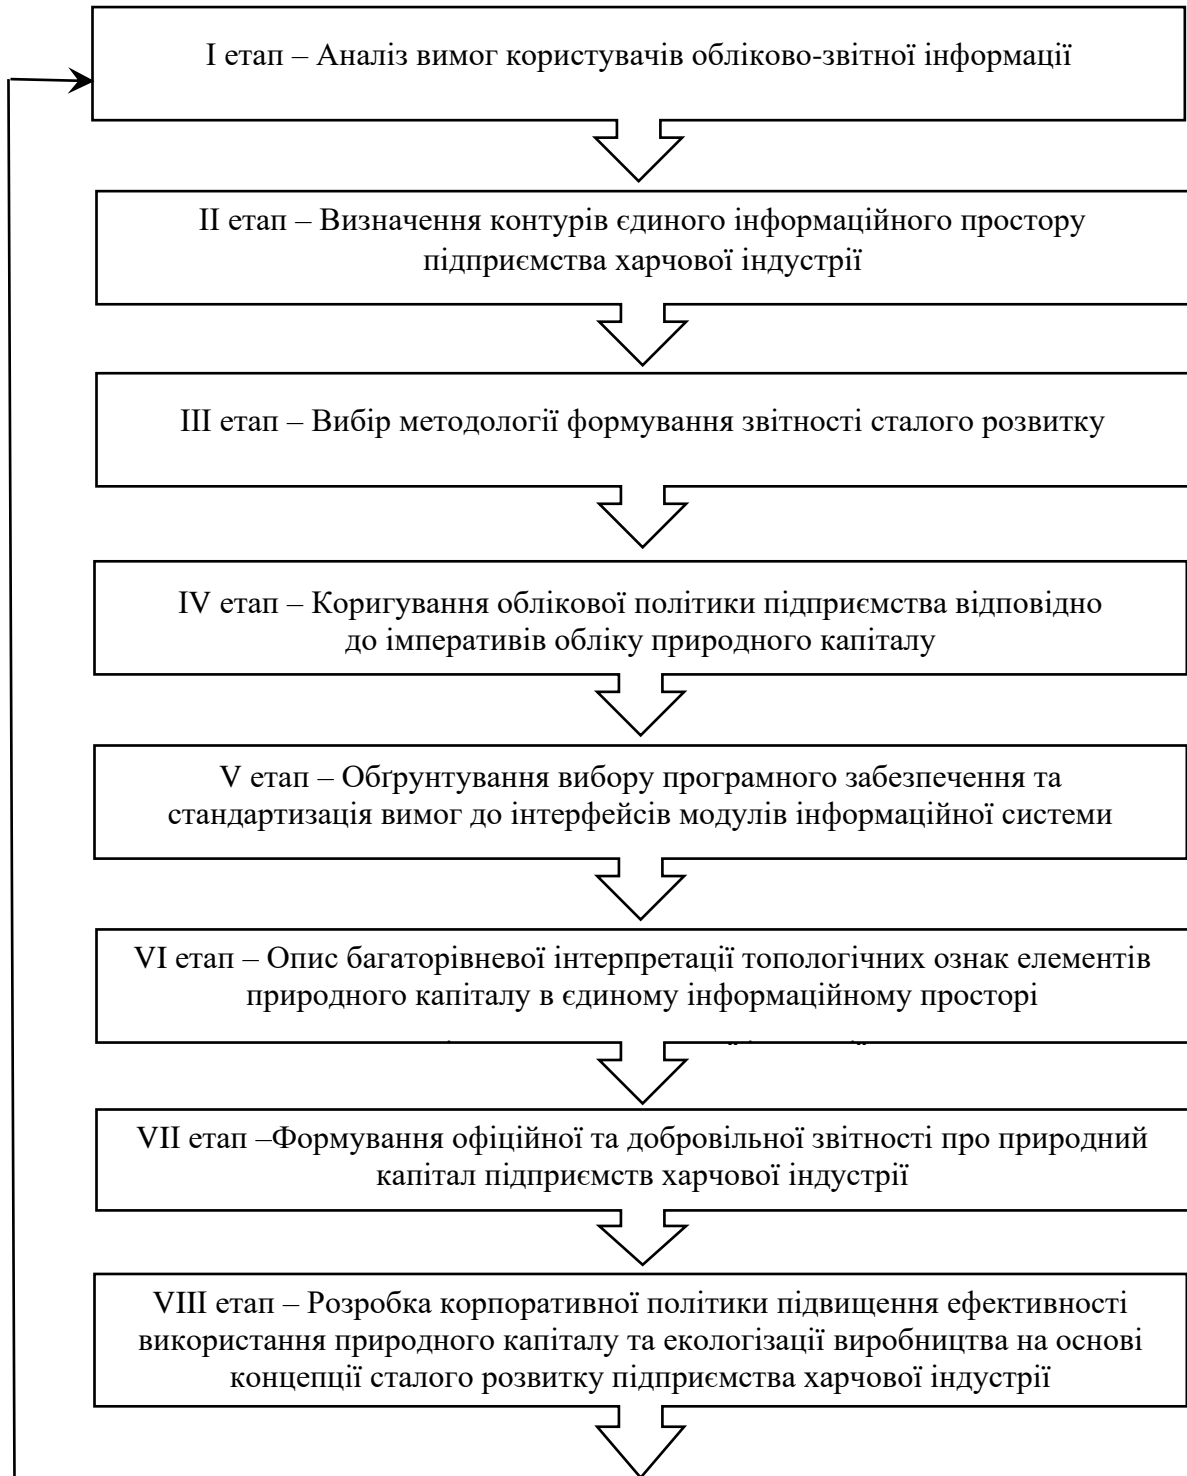 І етап – Аналіз вимог користувачів обліково-звітної інформації
ІІ етап – Визначення контурів єдиного інформаційного простору
підприємства харчової індустрії
ІІІ етап – Вибір методології формування звітності сталого розвитку
IV етап – Коригування облікової політики підприємства відповідно
до імперативів обліку природного капіталу
V етап – Обґрунтування вибору програмного забезпечення та
стандартизація вимог до інтерфейсів модулів інформаційної системи
VI етап – Опис багаторівневої інтерпретації топологічних ознак елементів
природного капіталу в єдиному інформаційному просторі
VII етап –Формування офіційної та добровільної звітності про природний
капітал підприємств харчової індустрії
VIII етап – Розробка корпоративної політики підвищення ефективності
використання природного капіталу та екологізації виробництва на основі
концепції сталого розвитку підприємства харчової індустрії